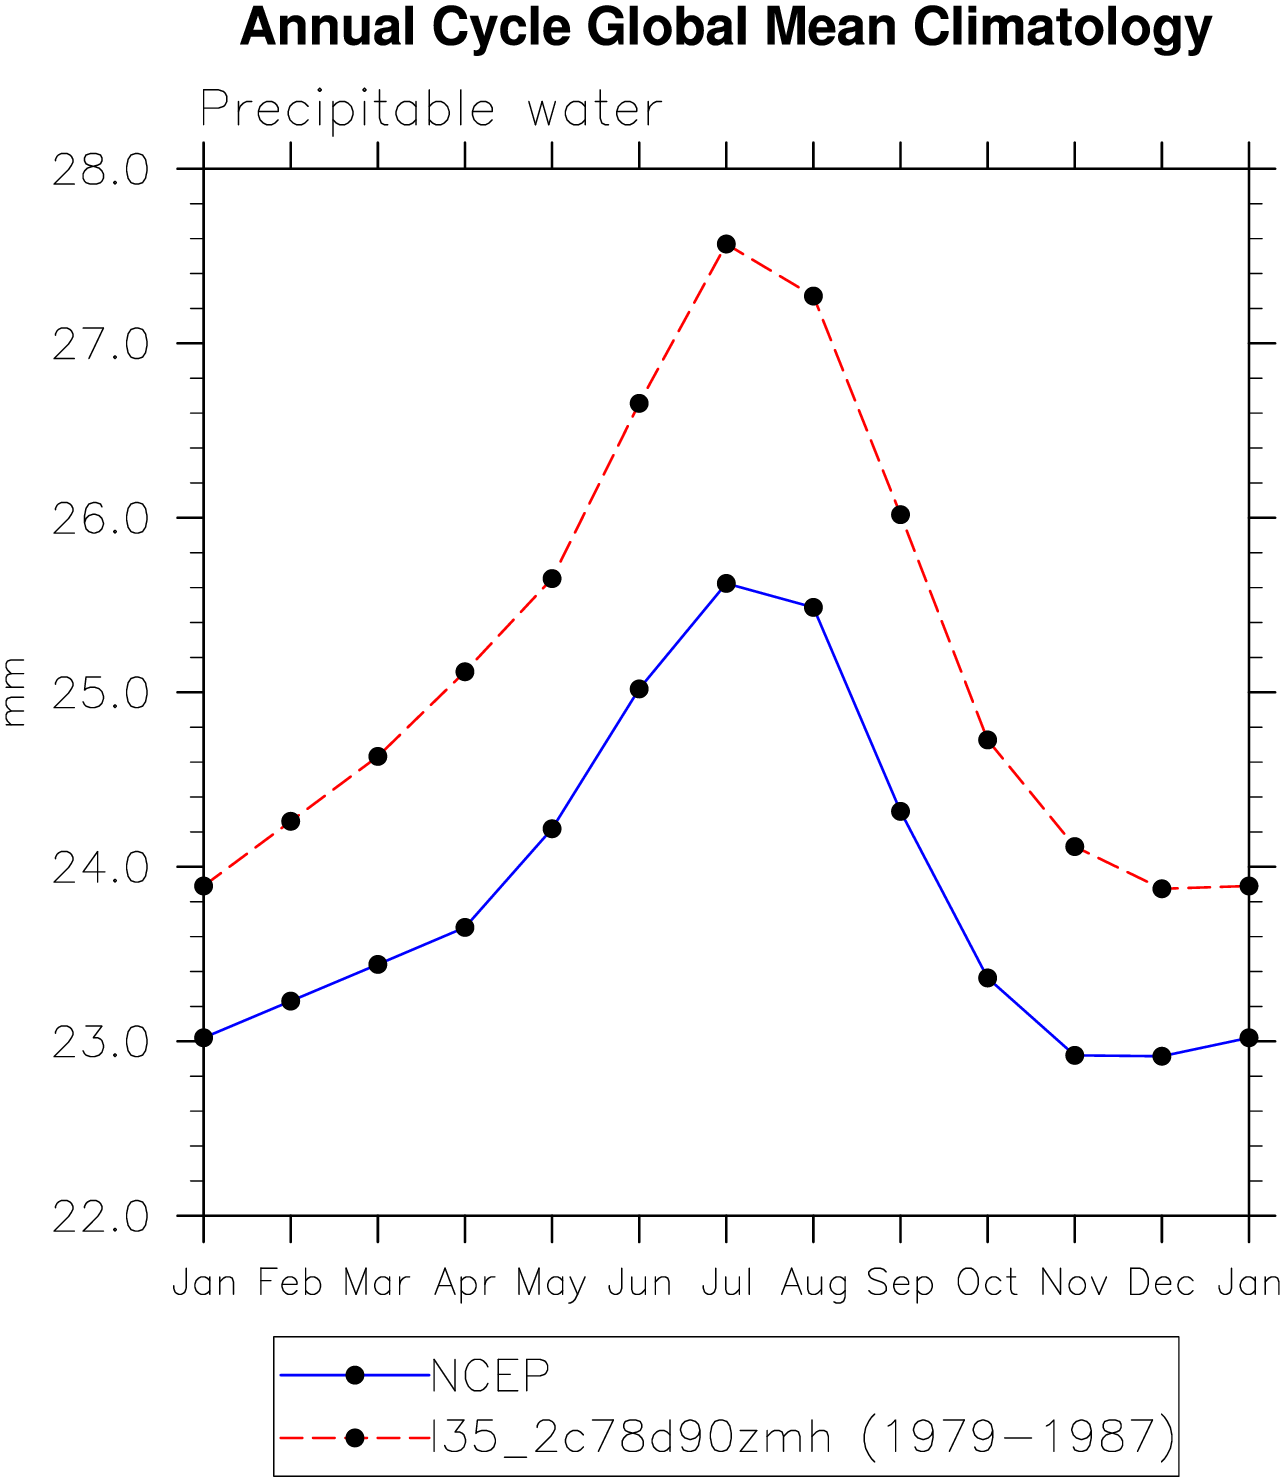 Annual Cycle Global Mean Climatology
Precipitable water
28.0
27.0
26.0
25.0
24.0
23.0
22.0
mm
Jan Feb Mar Apr May Jun Jul Aug Sep Oct Nov Dec Jan
NCEP
l35_2c78d90zmh (1979-1987)